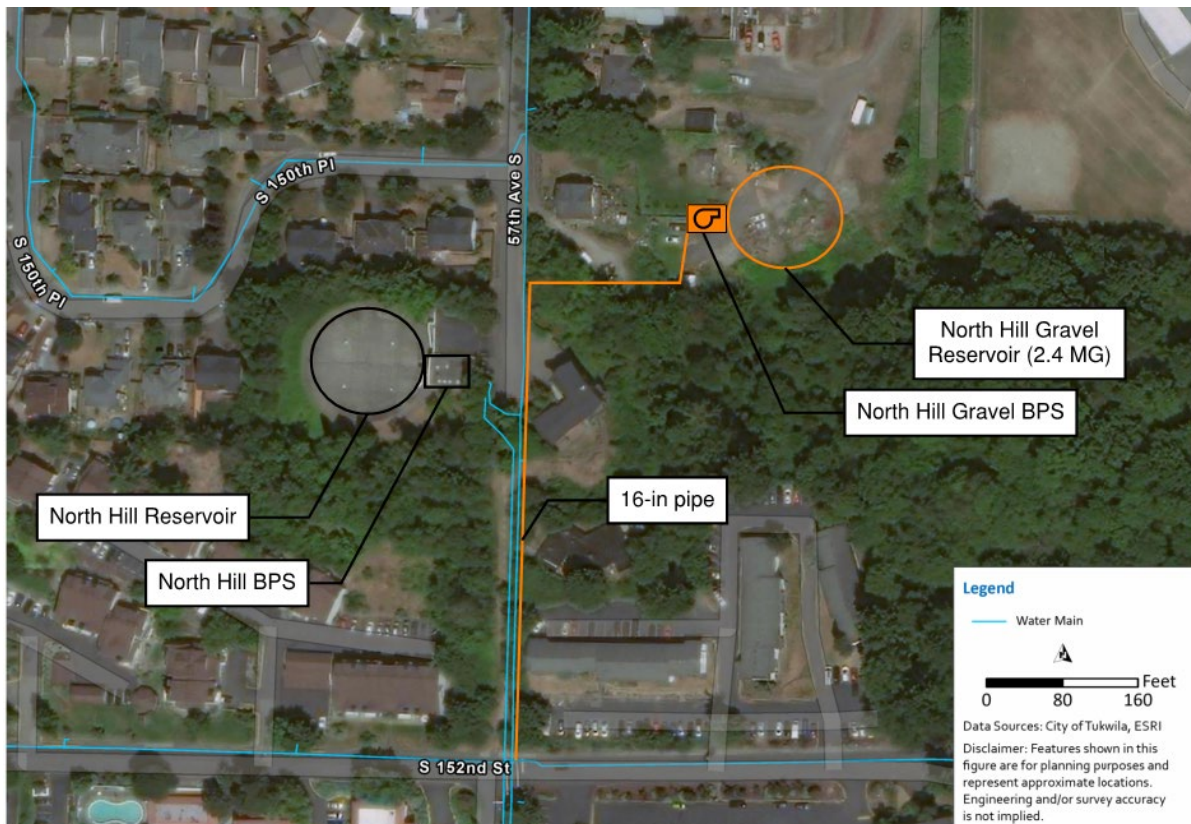 S 150th Pl
57th Ave S
S 150th Pl
North Hill Gravel
Reservoir (2.4 MG)
North Hill Gravel BPS
16-in pipe
North Hill Reservoir
North Hill BPS
S 152nd St
Legend
Water Main
0 80 160 Feet
Data Sources: City of Tukwila, ESRI
Disclaimer: Features shown in this
figure are for planning purposes and
represent approximate locations.
Engineering and/or survey accuracy
is not implied.